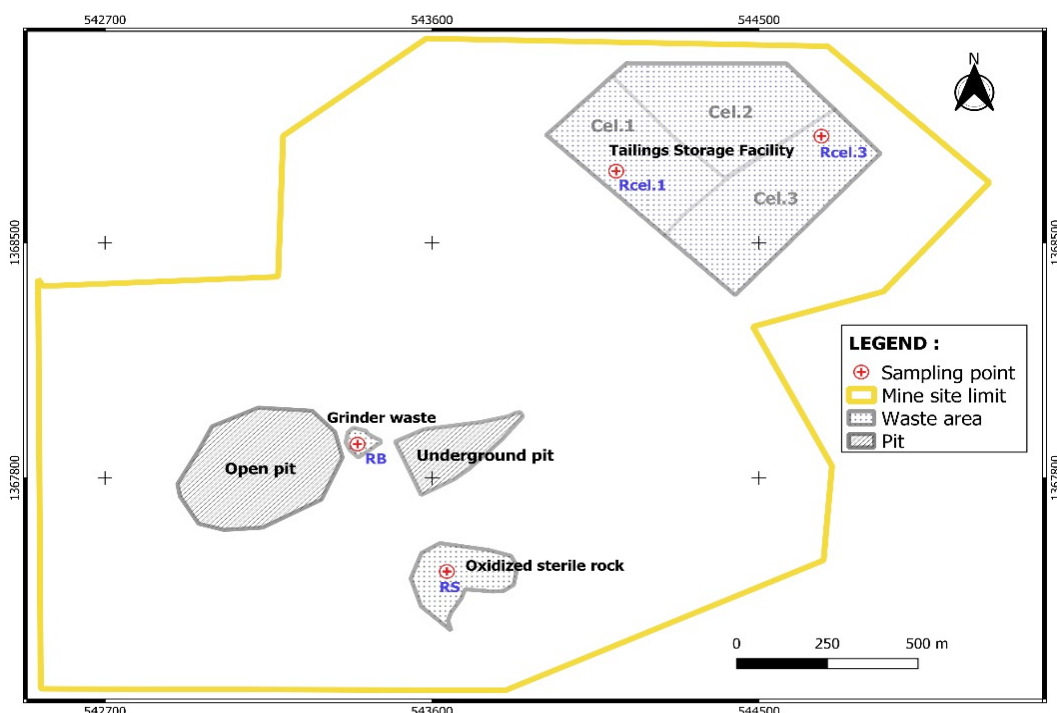 542700 543600 544500
N
Cel.2
Cel.1
Tailings Storage Facility
Rcel.3
Rcel.1
Cel.3
1368500 1368500
LEGEND :
Sampling point
Mine site limit
Waste area
Pit
Grinder waste
RB
Underground pit
Open pit
1367800 1367800
Oxidized sterile rock
RS
0 250 500 m
542700 543600 544500